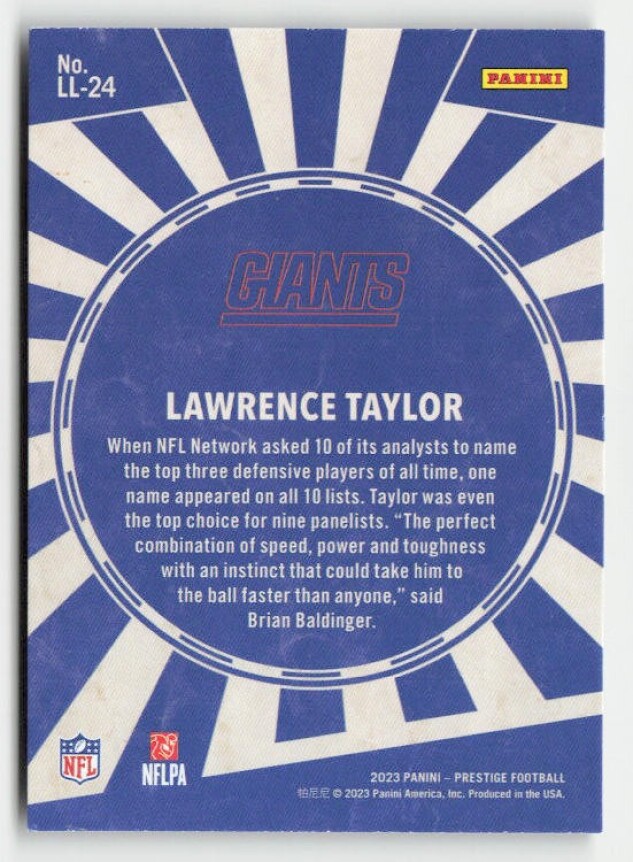 No.
LL-24
PANINI
GIANTS
LAWRENCE TAYLOR
When NFL Network asked 10 of its analysts to name
the top three defensive players of all time, one
name appeared on all 10 lists. Taylor was even
the top choice for nine panelists. “The perfect
combination of speed, power and toughness
with an instinct that could take him to
the ball faster than anyone,” said
Brian Baldinger.
NFL
NFLPA
2023 PANINI – PRESTIGE FOOTBALL
帕尼尼 © 2023 Panini America, Inc. Produced in the USA.